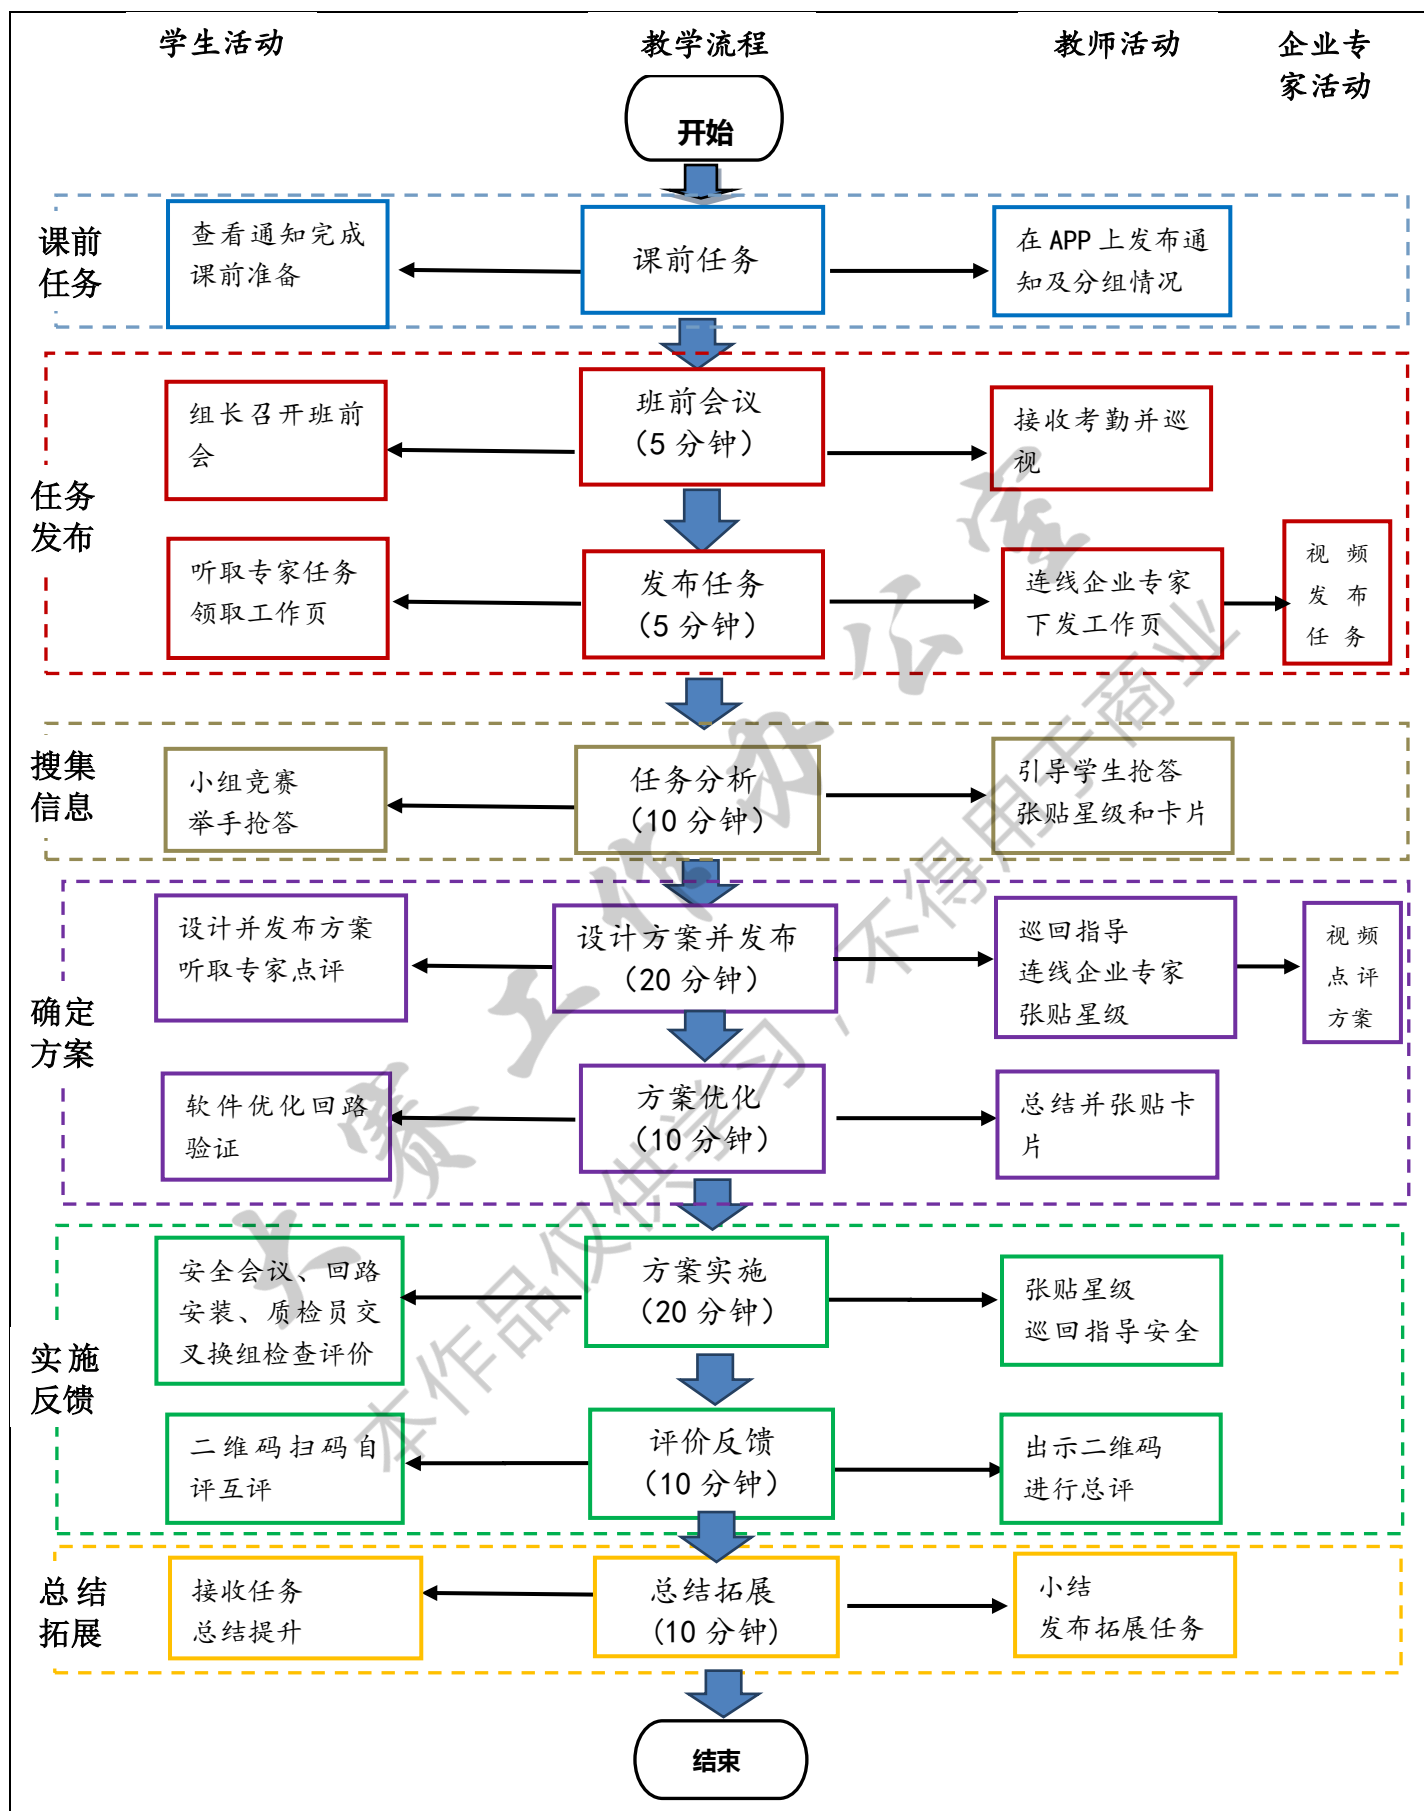 学生活动
教学流程
教师活动
企业专
家活动
开始
课前
任务
查看通知完成
课前准备
课前任务
在 APP 上发布通
知及分组情况
任务
发布
组长召开班前
会
班前会议
（5 分钟）
接收考勤并巡
视
听取专家任务
领取工作页
发布任务
（5 分钟）
连线企业专家
下发工作页
视 频
发 布
任 务
搜集
信息
小组竞赛
举手抢答
任务分析
（10 分钟）
引导学生抢答
张贴星级和卡片
确定
方案
设计并发布方案
听取专家点评
设计方案并发布
（20 分钟）
巡回指导
连线企业专家
张贴星级
视 频
点 评
方案
软件优化回路
验证
方案优化
（10 分钟）
总结并张贴卡
片
实施
反馈
安全会议、回路
安装、质检员交
叉换组检查评价
方案实施
（20 分钟）
张贴星级
巡回指导安全
二维码扫码自
评互评
评价反馈
（10 分钟）
出示二维码
进行总评
总结
拓展
接收任务
总结提升
总结拓展
（10 分钟）
小结
发布拓展任务
结束
大赛工作办公室
本作品仅供学习，不得用于商业